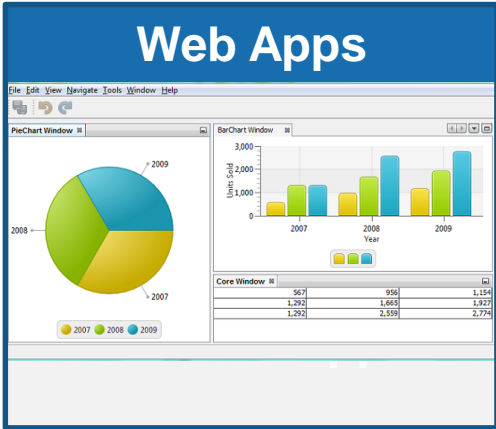 Web Apps
File Edit View Navigate Tools Window Help
PieChart Window
2009
2008
2007
2007 2008 2009
BarChart Window
3,000
2,000
1,000
0
Units Sold
2007 2008 2009
Year
Core Window
567 956 1,154
1,292 1,665 1,927
1,292 2,559 2,774